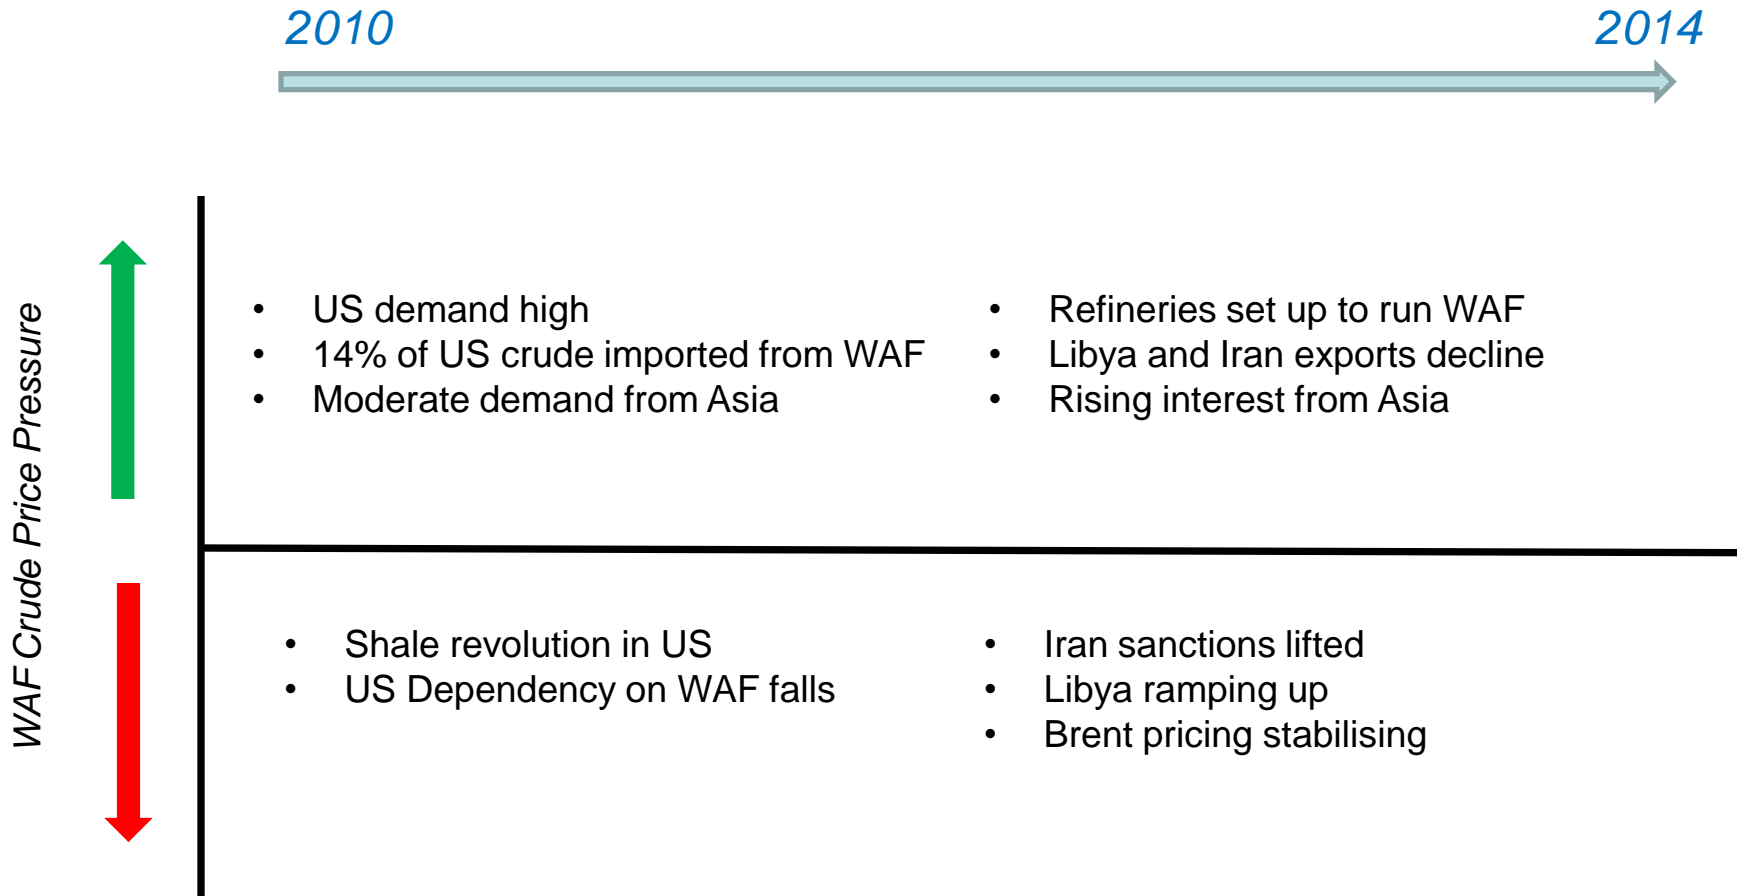 2010
2014
WAF Crude Price Pressure
• US demand high
• 14% of US crude imported from WAF
• Moderate demand from Asia
• Refineries set up to run WAF
• Libya and Iran exports decline
• Rising interest from Asia
• Shale revolution in US
• US Dependency on WAF falls
• Iran sanctions lifted
• Libya ramping up
• Brent pricing stabilising